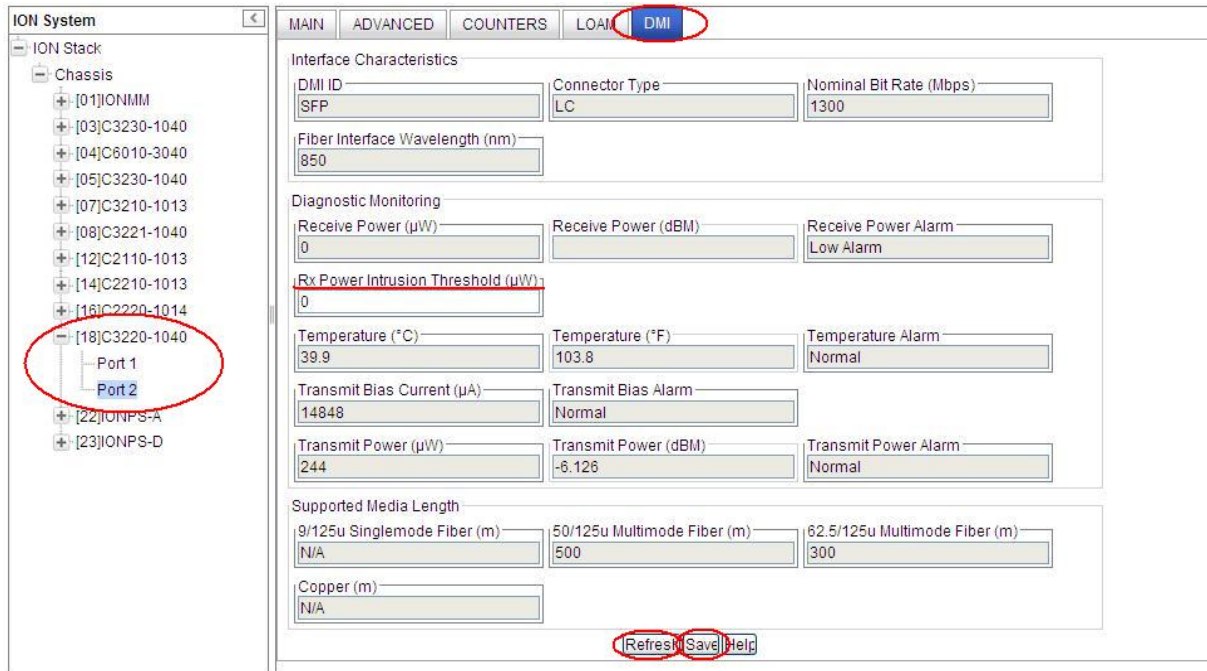 ION System
ION Stack
Chassis
[01]IONMM
[03]C3230-1040
[04]C6010-3040
[05]C3230-1040
[07]C3210-1013
[08]C3221-1040
[12]C2110-1013
[14]C2210-1013
[16]C2220-1014
[18]C3220-1040
Port 1
Port 2
[22]IONPS-A
[23]IONPS-D
MAIN ADVANCED COUNTERS LOAM DMI
Interface Characteristics
DMI ID Connector Type Nominal Bit Rate (Mbps)
SFP LC 1300
Fiber Interface Wavelength (nm)
850
Diagnostic Monitoring
Receive Power (µW) Receive Power (dBM) Receive Power Alarm
0 Low Alarm
Rx Power Intrusion Threshold (µW)
0
Temperature (°C) Temperature (°F) Temperature Alarm
39.9 103.8 Normal
Transmit Bias Current (µA) Transmit Bias Alarm
14848 Normal
Transmit Power (µW) Transmit Power (dBM) Transmit Power Alarm
244 -6.126 Normal
Supported Media Length
9/125u Singlemode Fiber (m) 50/125u Multimode Fiber (m) 62.5/125u Multimode Fiber (m)
N/A 500 300
Copper (m)
N/A
Refresh Save Help